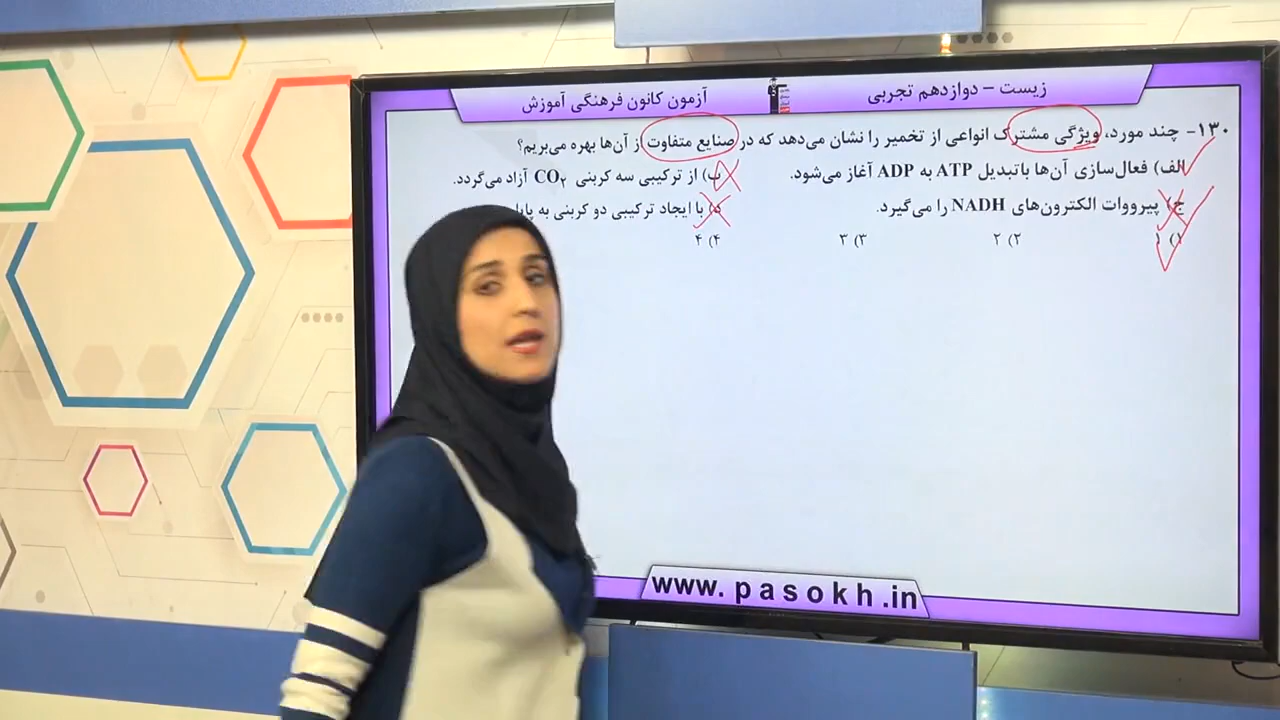 زیست – دوازدهم تجربی
آزمون کانون فرهنگی آموزش
۱۳۰- چند مورد، ویژگی مشترک انواعی از تخمیر را نشان می‌دهد که در صنایع متفاوت از آن‌ها بهره می‌بریم؟
الف) فعال‌سازی آن‌ها با تبدیل ATP به ADP آغاز می‌شود.
ب) از ترکیبی سه کربنی CO۲ آزاد می‌گردد.
ج) پیرووات الکترون‌های NADH را می‌گیرد.
د) با ایجاد ترکیبی دو کربنی به
۱) ۱
۲) ۲
۳) ۳
۴) ۴
www.pasokh.in